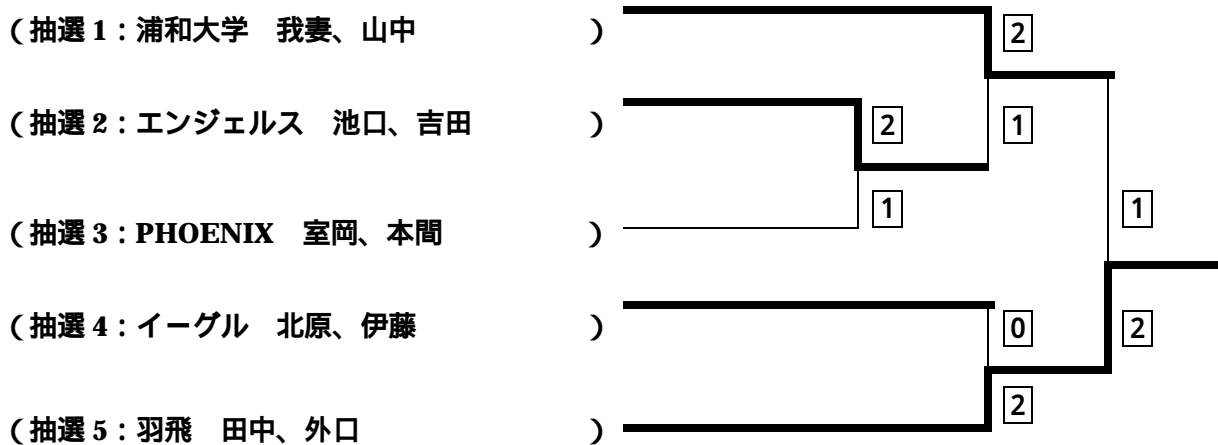 (抽選 1:浦和大学 我妻、山中 )
2
(抽選 2:エンジェルス 池口、吉田 )
2
1
(抽選 3:PHOENIX 室岡、本間 )
1
1
(抽選 4:イーグル 北原、伊藤 )
0
2
(抽選 5:羽飛 田中、外口 )
2